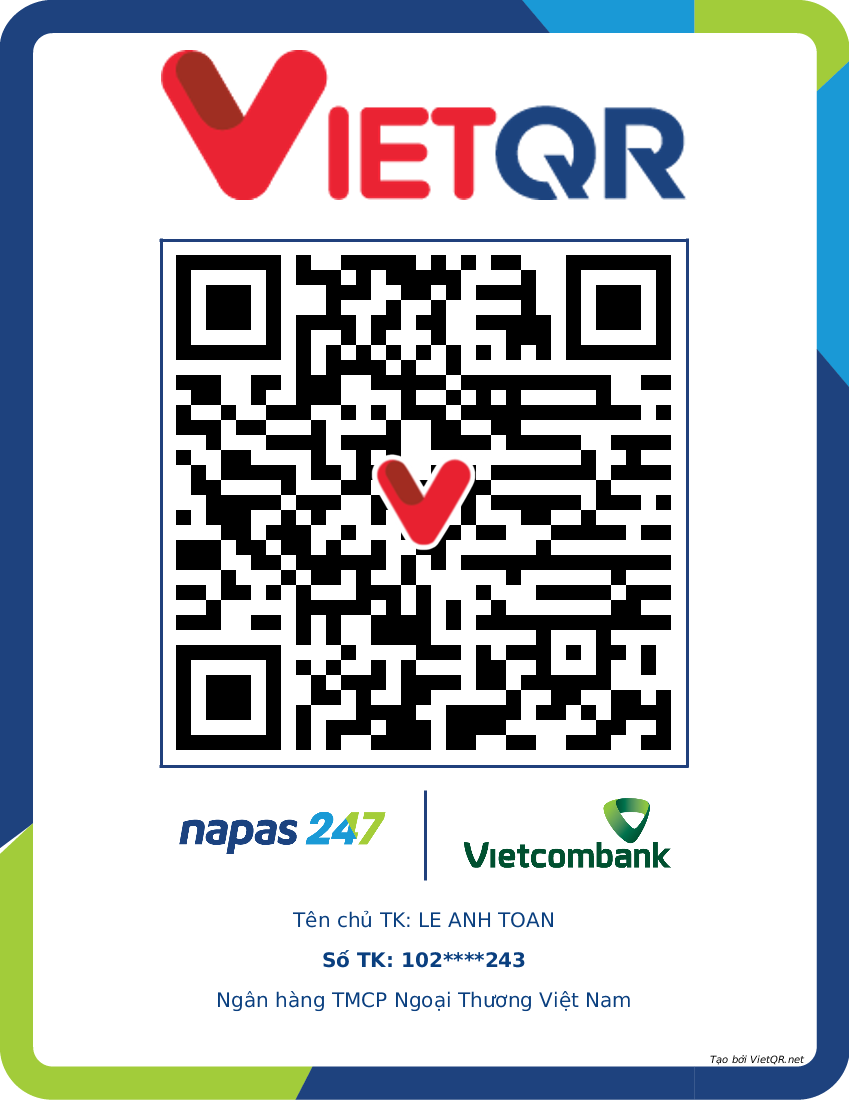 VIETQR
napas 247
Vietcombank
Tên chủ TK: LE ANH TOAN
Số TK: 102****243
Ngân hàng TMCP Ngoại Thương Việt Nam
Tạo bởi VietQR.net